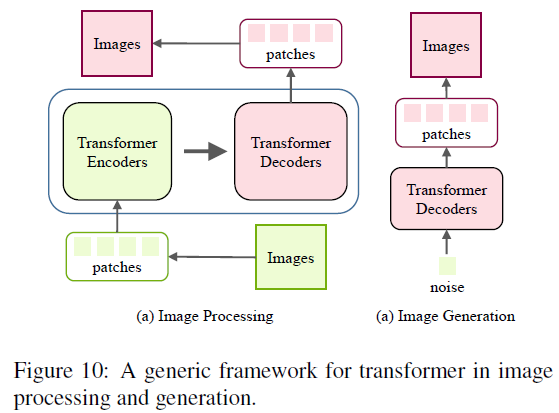 Images
patches
Transformer
Encoders
Transformer
Decoders
patches
Images
(a) Image Processing
Images
patches
Transformer
Decoders
noise
(a) Image Generation
Figure 10: A generic framework for transformer in image
processing and generation.